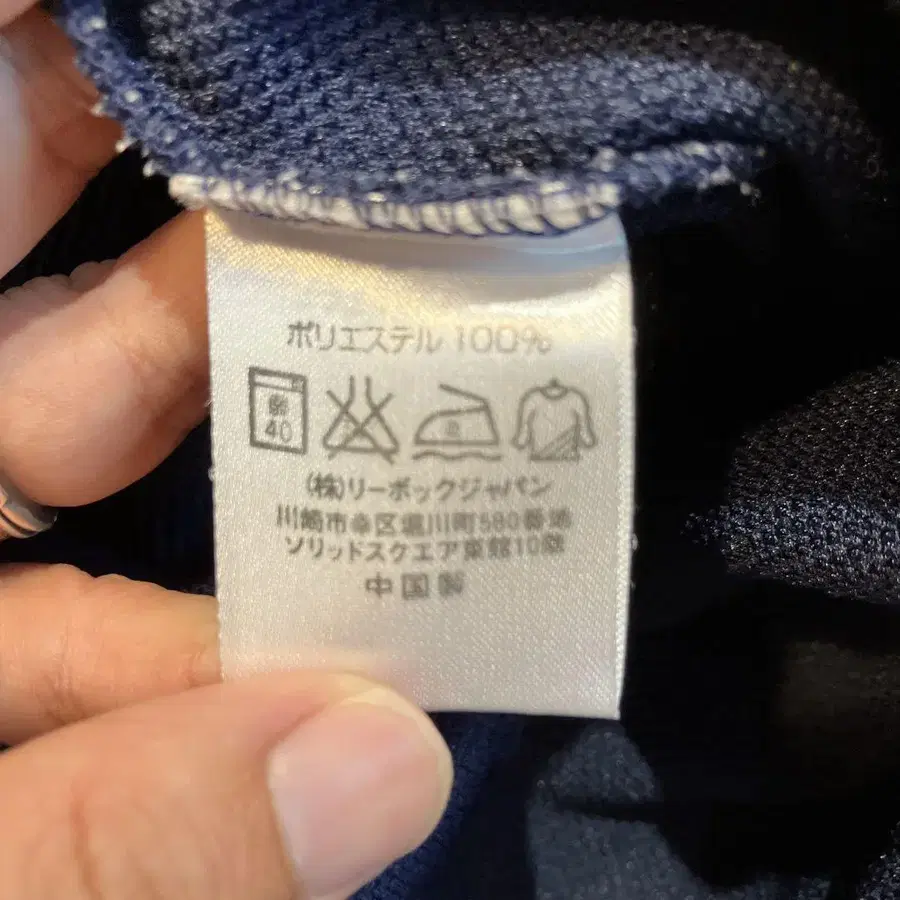 ポリエステル 100%
弱
40
(株)リーボックジャパン
川崎市幸区堀川町580番地
ソリッドスクエア東館10階
中国製